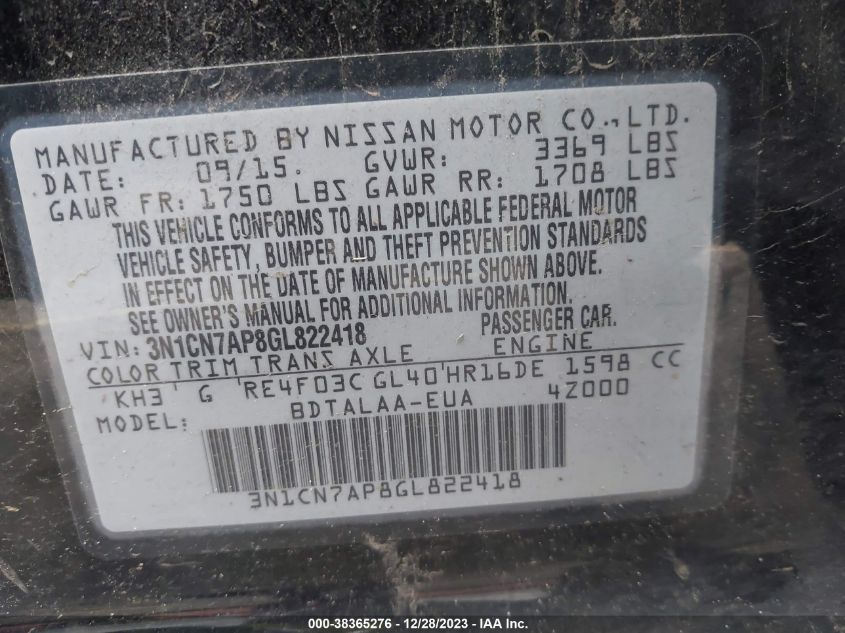 MANUFACTURED BY NISSAN MOTOR CO., LTD.
DATE: 09/15. GVWR: 3369 LBS
GAWR FR: 1750 LBS GAWR RR: 1708 LBS
THIS VEHICLE CONFORMS TO ALL APPLICABLE FEDERAL MOTOR
VEHICLE SAFETY, BUMPER AND THEFT PREVENTION STANDARDS
IN EFFECT ON THE DATE OF MANUFACTURE SHOWN ABOVE.
SEE OWNER'S MANUAL FOR ADDITIONAL INFORMATION.
VIN: 3N1CN7AP8GL822418 PASSENGER CAR.
COLOR TRIM TRANS AXLE ENGINE
KH3 ' G 'RE4F03C GL40'HR16DE 1598 CC
MODEL: BDTALAA-EUA 4Z000
3N1CN7AP8GL822418
000-38365276 - 12/28/2023 - IAAI.COM